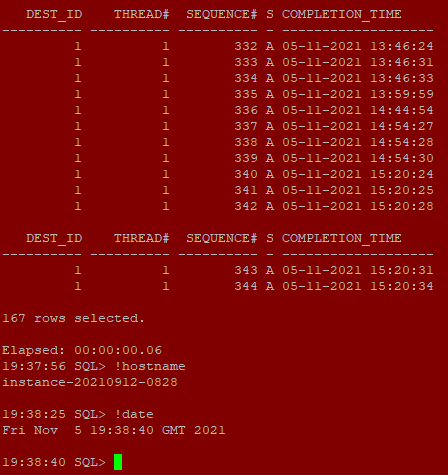 DEST_ID    THREAD#  SEQUENCE# S COMPLETION_TIME
---------- ---------- ---------- - -------------------
         1          1        332 A 05-11-2021 13:46:24
         1          1        333 A 05-11-2021 13:46:31
         1          1        334 A 05-11-2021 13:46:33
         1          1        335 A 05-11-2021 13:59:59
         1          1        336 A 05-11-2021 14:44:54
         1          1        337 A 05-11-2021 14:54:27
         1          1        338 A 05-11-2021 14:54:28
         1          1        339 A 05-11-2021 14:54:30
         1          1        340 A 05-11-2021 15:20:24
         1          1        341 A 05-11-2021 15:20:25
         1          1        342 A 05-11-2021 15:20:28

   DEST_ID    THREAD#  SEQUENCE# S COMPLETION_TIME
---------- ---------- ---------- - -------------------
         1          1        343 A 05-11-2021 15:20:31
         1          1        344 A 05-11-2021 15:20:34

167 rows selected.

Elapsed: 00:00:00.06
19:37:56 SQL> !hostname
instance-20210912-0828

19:38:25 SQL> !date
Fri Nov  5 19:38:40 GMT 2021

19:38:40 SQL>